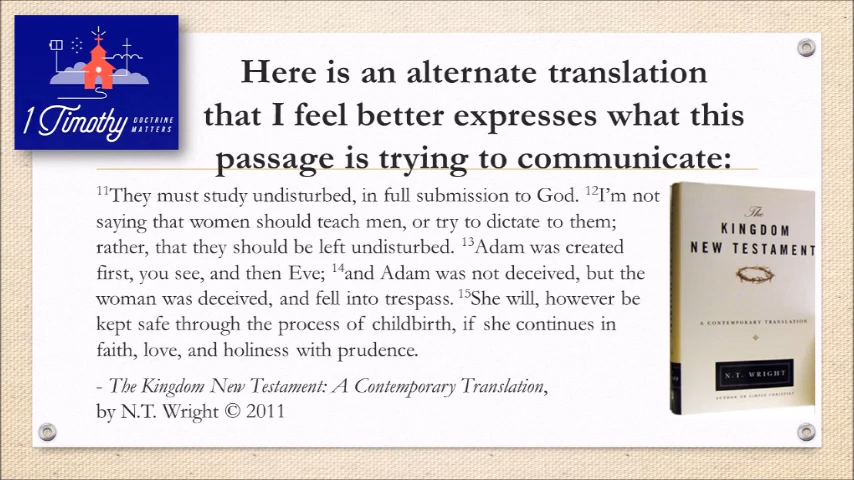 1 Timothy DOCTRINE
MATTERS
Here is an alternate translation
that I feel better expresses what this
passage is trying to communicate:
¹¹They must study undisturbed, in full submission to God. ¹²I’m not
saying that women should teach men, or try to dictate to them;
rather, that they should be left undisturbed. ¹³Adam was created
first, you see, and then Eve; ¹⁴and Adam was not deceived, but the
woman was deceived, and fell into trespass. ¹⁵She will, however be
kept safe through the process of childbirth, if she continues in
faith, love, and holiness with prudence.
- The Kingdom New Testament: A Contemporary Translation,
by N.T. Wright © 2011
The
KINGDOM
NEW TESTAMENT
A CONTEMPORARY TRANSLATION
N.T. WRIGHT
AUTHOR OF SIMPLY CHRISTIAN